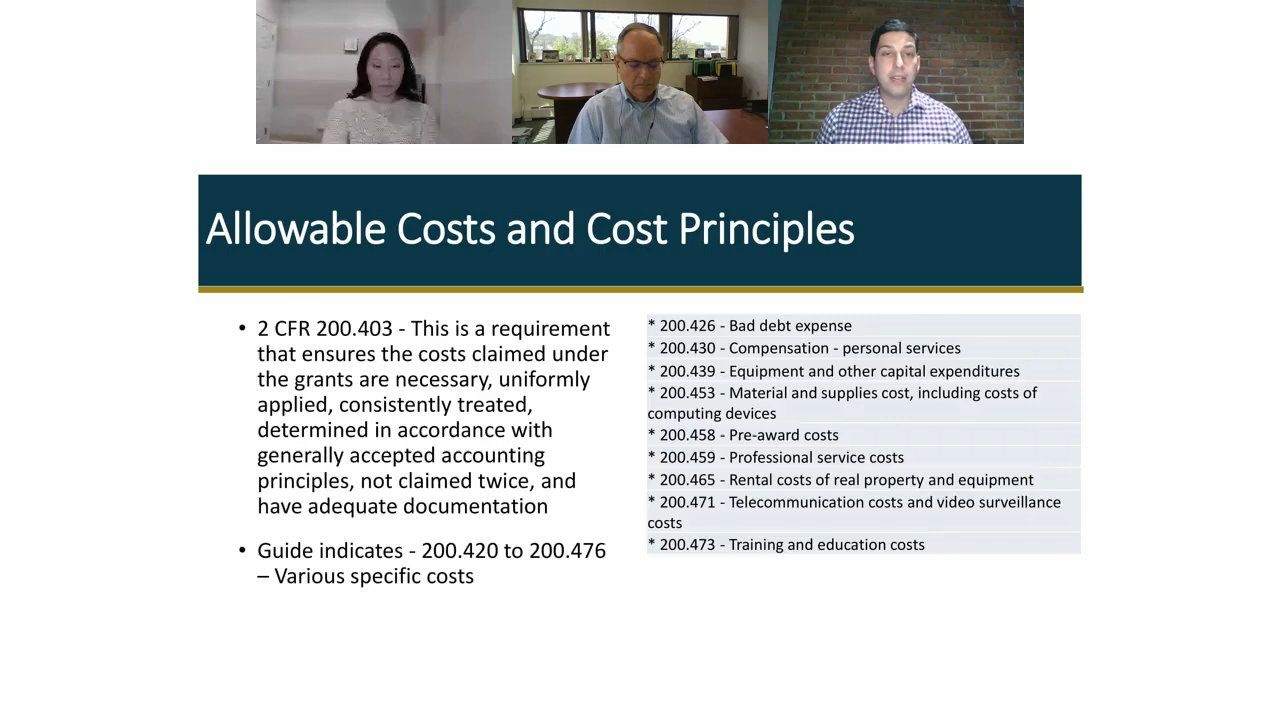 Allowable Costs and Cost Principles
• 2 CFR 200.403 - This is a requirement
that ensures the costs claimed under
the grants are necessary, uniformly
applied, consistently treated,
determined in accordance with
generally accepted accounting
principles, not claimed twice, and
have adequate documentation
• Guide indicates - 200.420 to 200.476
– Various specific costs
* 200.426 - Bad debt expense
* 200.430 - Compensation - personal services
* 200.439 - Equipment and other capital expenditures
* 200.453 - Material and supplies cost, including costs of
computing devices
* 200.458 - Pre-award costs
* 200.459 - Professional service costs
* 200.465 - Rental costs of real property and equipment
* 200.471 - Telecommunication costs and video surveillance
costs
* 200.473 - Training and education costs